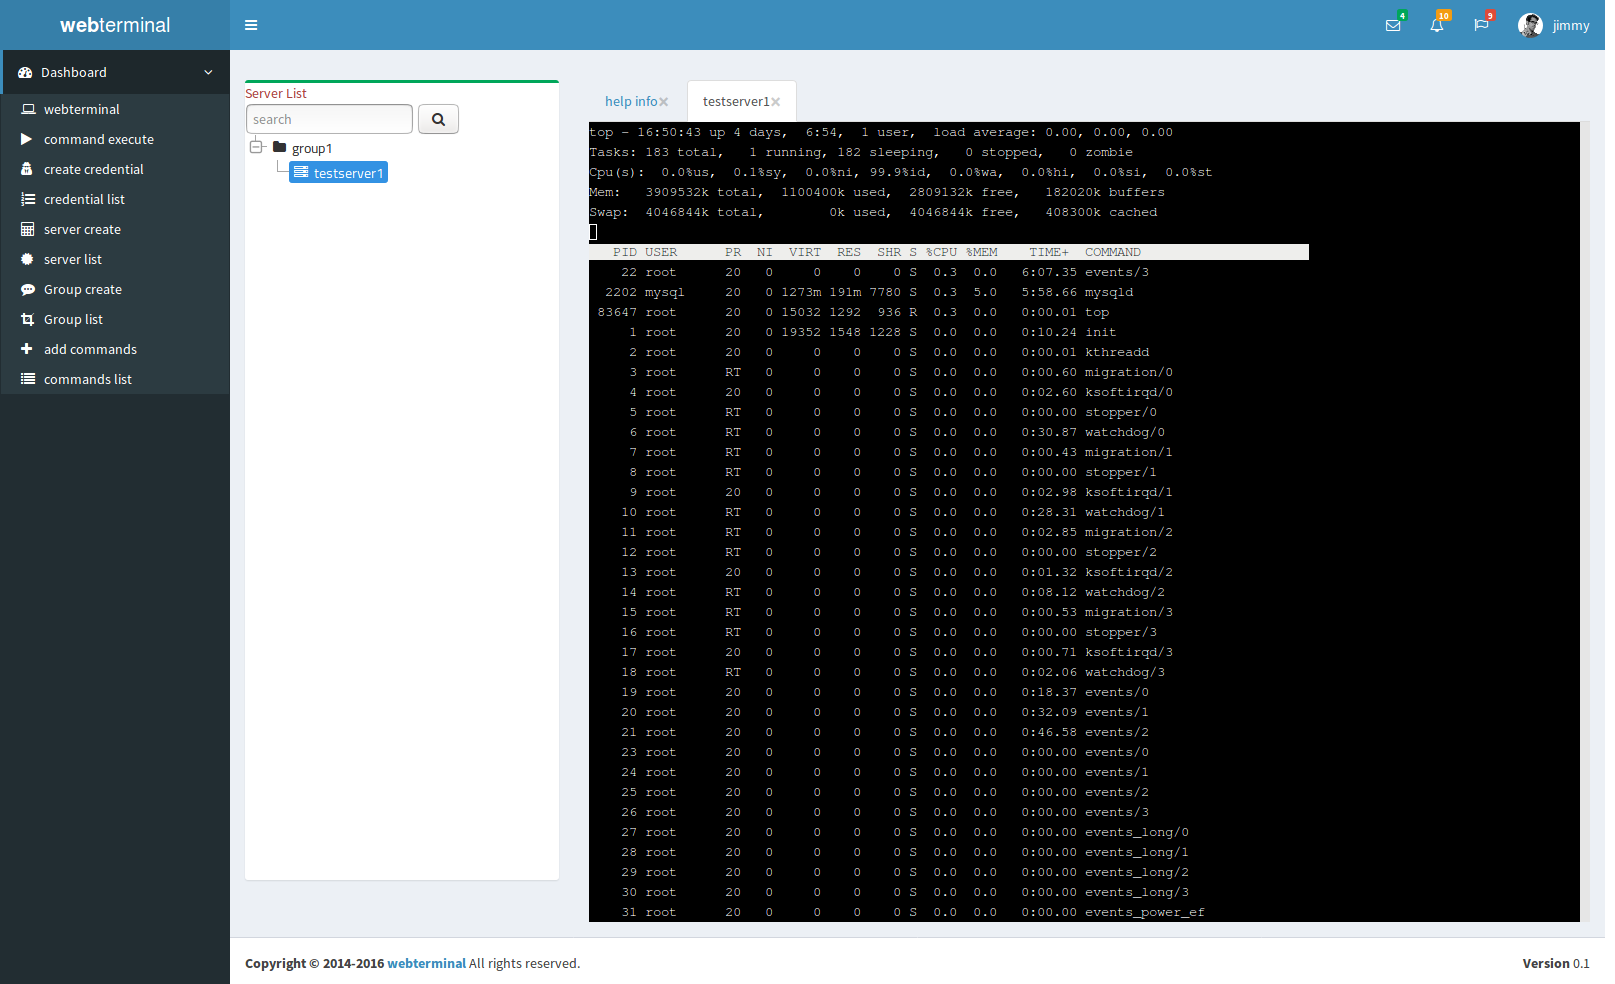 webterminal
4
10
9
jimmy
Dashboard
webterminal
command execute
create credential
credential list
server create
server list
Group create
Group list
add commands
commands list
Server List
search
group1
testserver1
help info×
testserver1×
top - 16:50:43 up 4 days,  6:54,  1 user,  load average: 0.00, 0.00, 0.00
Tasks: 183 total,   1 running, 182 sleeping,   0 stopped,   0 zombie
Cpu(s):  0.0%us,  0.1%sy,  0.0%ni, 99.9%id,  0.0%wa,  0.0%hi,  0.0%si,  0.0%st
Mem:   3909532k total,  1100400k used,  2809132k free,   182020k buffers
Swap:  4046844k total,        0k used,  4046844k free,   408300k cached
PID USER      PR  NI  VIRT  RES  SHR S %CPU %MEM    TIME+  COMMAND
22 root      20   0     0    0    0 S  0.3  0.0   6:07.35 events/3
2202 mysql     20   0 1273m 191m 7780 S  0.3  5.0   5:58.66 mysqld
83647 root      20   0 15032 1292  936 R  0.3  0.0   0:00.01 top
1 root      20   0 19352 1548 1228 S  0.0  0.0   0:10.24 init
2 root      20   0     0    0    0 S  0.0  0.0   0:00.01 kthreadd
3 root      RT   0     0    0    0 S  0.0  0.0   0:00.60 migration/0
4 root      20   0     0    0    0 S  0.0  0.0   0:02.60 ksoftirqd/0
5 root      RT   0     0    0    0 S  0.0  0.0   0:00.00 stopper/0
6 root      RT   0     0    0    0 S  0.0  0.0   0:30.87 watchdog/0
7 root      RT   0     0    0    0 S  0.0  0.0   0:00.43 migration/1
8 root      RT   0     0    0    0 S  0.0  0.0   0:00.00 stopper/1
9 root      20   0     0    0    0 S  0.0  0.0   0:02.98 ksoftirqd/1
10 root      RT   0     0    0    0 S  0.0  0.0   0:28.31 watchdog/1
11 root      RT   0     0    0    0 S  0.0  0.0   0:02.85 migration/2
12 root      RT   0     0    0    0 S  0.0  0.0   0:00.00 stopper/2
13 root      20   0     0    0    0 S  0.0  0.0   0:01.32 ksoftirqd/2
14 root      RT   0     0    0    0 S  0.0  0.0   0:08.12 watchdog/2
15 root      RT   0     0    0    0 S  0.0  0.0   0:00.53 migration/3
16 root      RT   0     0    0    0 S  0.0  0.0   0:00.00 stopper/3
17 root      20   0     0    0    0 S  0.0  0.0   0:00.71 ksoftirqd/3
18 root      RT   0     0    0    0 S  0.0  0.0   0:02.06 watchdog/3
19 root      20   0     0    0    0 S  0.0  0.0   0:18.37 events/0
20 root      20   0     0    0    0 S  0.0  0.0   0:32.09 events/1
21 root      20   0     0    0    0 S  0.0  0.0   0:46.58 events/2
23 root      20   0     0    0    0 S  0.0  0.0   0:00.00 events/0
24 root      20   0     0    0    0 S  0.0  0.0   0:00.00 events/1
25 root      20   0     0    0    0 S  0.0  0.0   0:00.00 events/2
26 root      20   0     0    0    0 S  0.0  0.0   0:00.00 events/3
27 root      20   0     0    0    0 S  0.0  0.0   0:00.00 events_long/0
28 root      20   0     0    0    0 S  0.0  0.0   0:00.00 events_long/1
29 root      20   0     0    0    0 S  0.0  0.0   0:00.00 events_long/2
30 root      20   0     0    0    0 S  0.0  0.0   0:00.00 events_long/3
31 root      20   0     0    0    0 S  0.0  0.0   0:00.00 events_power_ef
Copyright © 2014-2016 webterminal All rights reserved.
Version 0.1